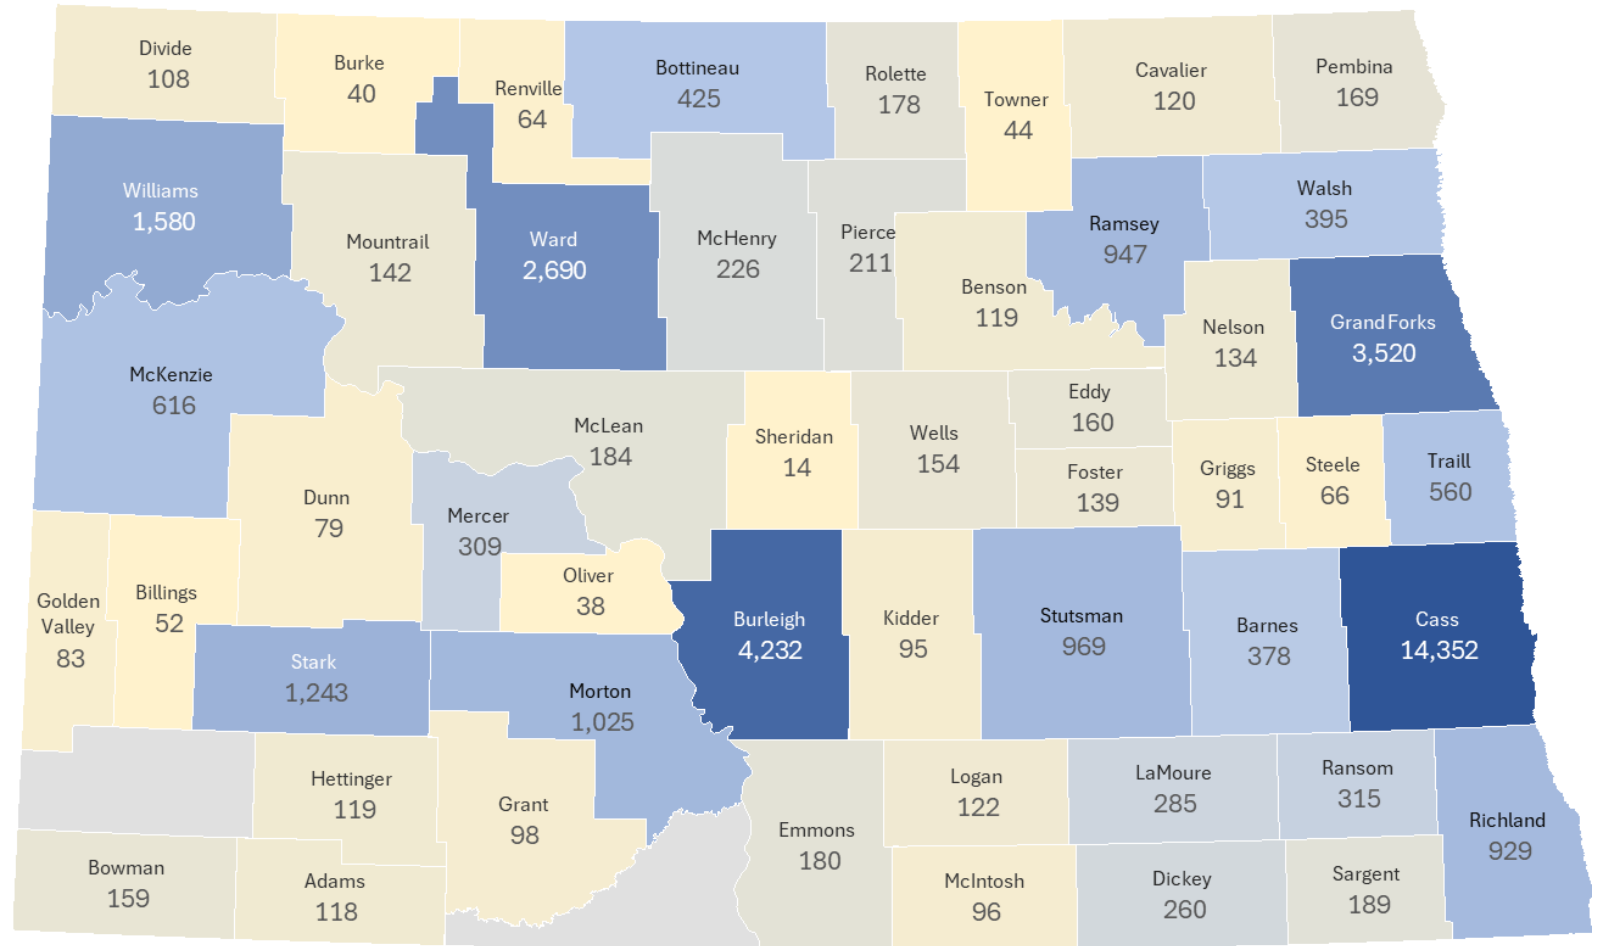 Divide
108
Burke
40
Renville
64
Bottineau
425
Rolette
178
Towner
44
Cavalier
120
Pembina
169
Williams
1,580
Mountrail
142
Ward
2,690
McHenry
226
Pierce
211
Benson
119
Ramsey
947
Walsh
395
Nelson
134
Grand Forks
3,520
McKenzie
616
McLean
184
Sheridan
14
Wells
154
Eddy
160
Foster
139
Griggs
91
Steele
66
Traill
560
Dunn
79
Mercer
309
Oliver
38
Golden
Valley
83
Billings
52
Stark
1,243
Morton
1,025
Burleigh
4,232
Kidder
95
Stutsman
969
Barnes
378
Cass
14,352
Hettinger
119
Grant
98
Emmons
180
Logan
122
LaMoure
285
Ransom
315
Richland
929
Bowman
159
Adams
118
McIntosh
96
Dickey
260
Sargent
189